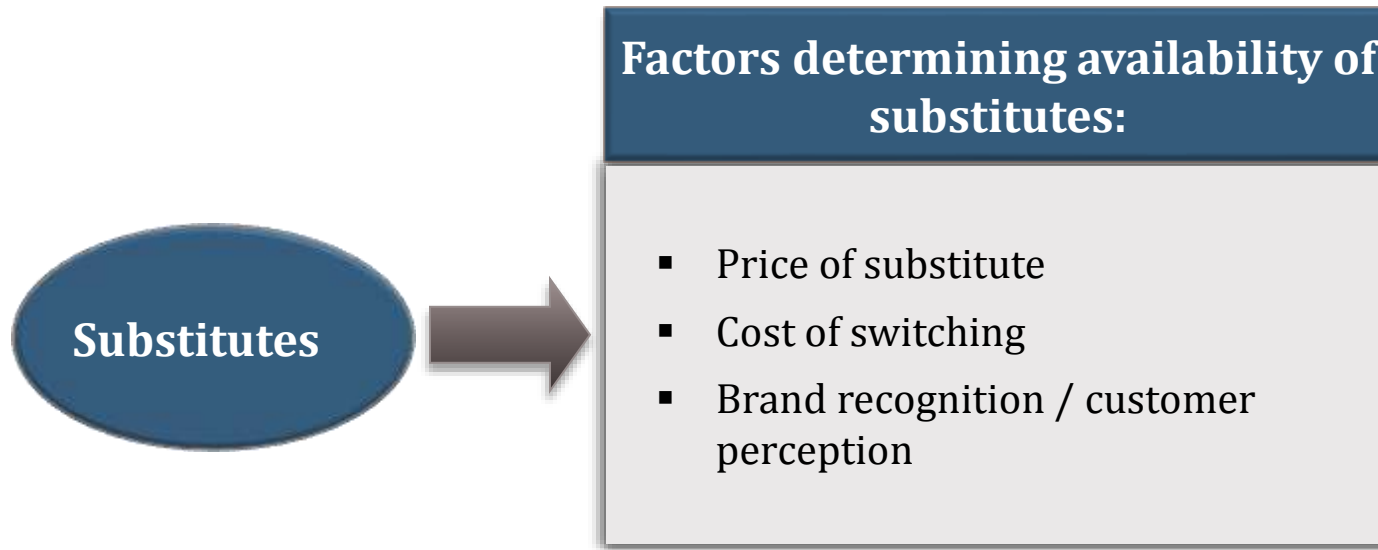 Factors determining availability of
substitutes:
Substitutes
▪ Price of substitute
▪ Cost of switching
▪ Brand recognition / customer
perception